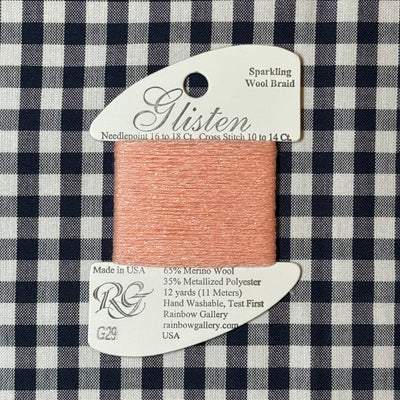 Sparkling
Wool Braid
Glisten
Needlepoint 16 to 18 Ct. Cross Stitch 10 to 14 Ct.
Made in USA
RG
G29
65% Merino Wool
35% Metallized Polyester
12 yards (11 Meters)
Hand Washable, Test First
Rainbow Gallery
rainbowgallery.com
USA